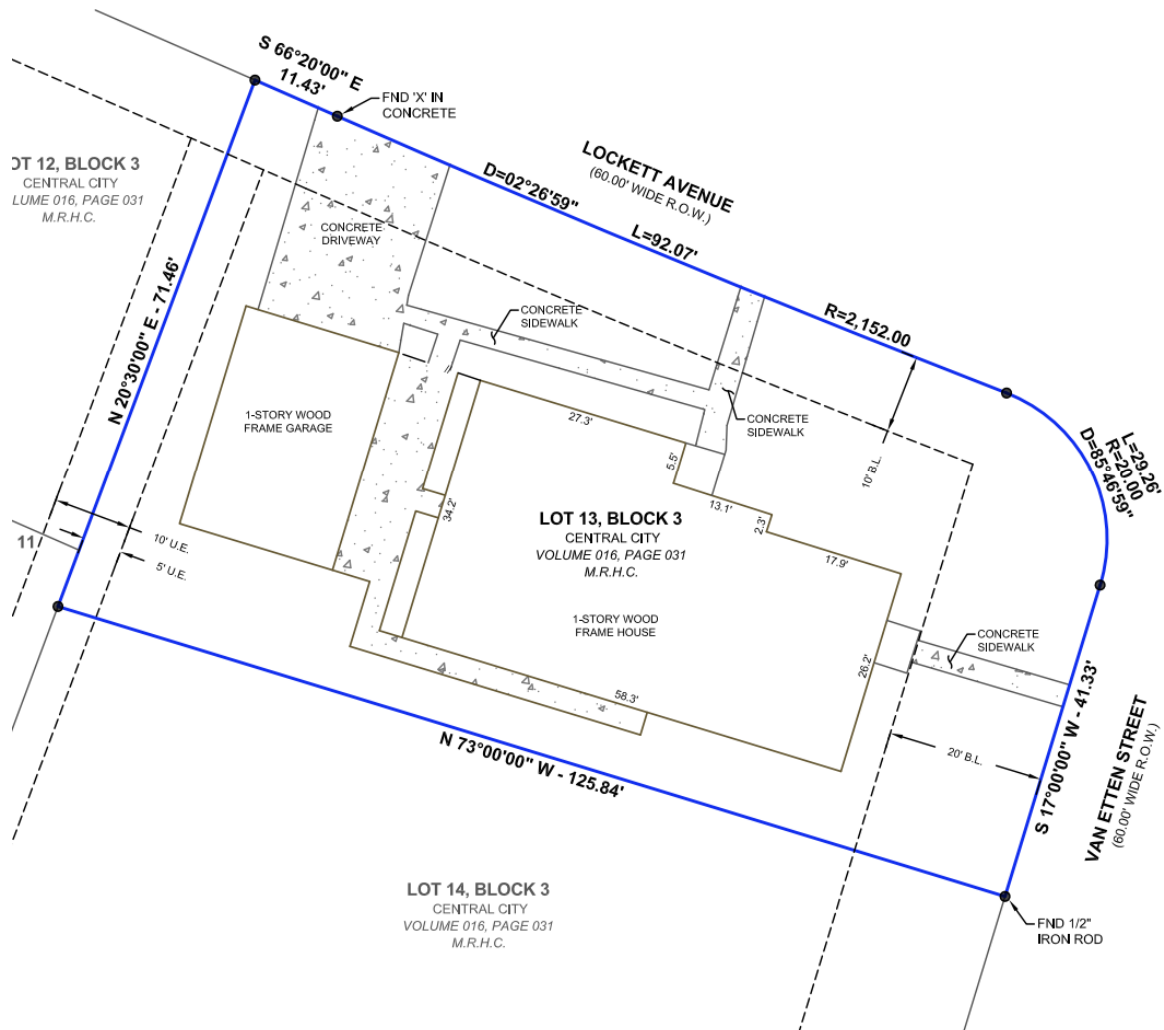 S 66°20'00" E
11.43'
FND 'X' IN
CONCRETE
LOCKETT AVENUE
(60.00' WIDE R.O.W.)
D=02°26'59"
L=92.07'
R=2,152.00
OT 12, BLOCK 3
CENTRAL CITY
LUME 016, PAGE 031
M.R.H.C.
CONCRETE
DRIVEWAY
N 20°30'00" E - 71.46'
CONCRETE
SIDEWALK
CONCRETE
SIDEWALK
1-STORY WOOD
FRAME GARAGE
27.3'
5.5'
13.1'
2.3'
17.9'
34.2'
10' B.L.
L=29.26'
R=20.00
D=85°46'59"
LOT 13, BLOCK 3
CENTRAL CITY
VOLUME 016, PAGE 031
M.R.H.C.
11
10' U.E.
5' U.E.
1-STORY WOOD
FRAME HOUSE
CONCRETE
SIDEWALK
26.2'
58.3'
20' B.L.
S 17°00'00" W - 41.33'
VAN ETTEN STREET
(60.00' WIDE R.O.W.)
N 73°00'00" W - 125.84'
LOT 14, BLOCK 3
CENTRAL CITY
VOLUME 016, PAGE 031
M.R.H.C.
FND 1/2"
IRON ROD